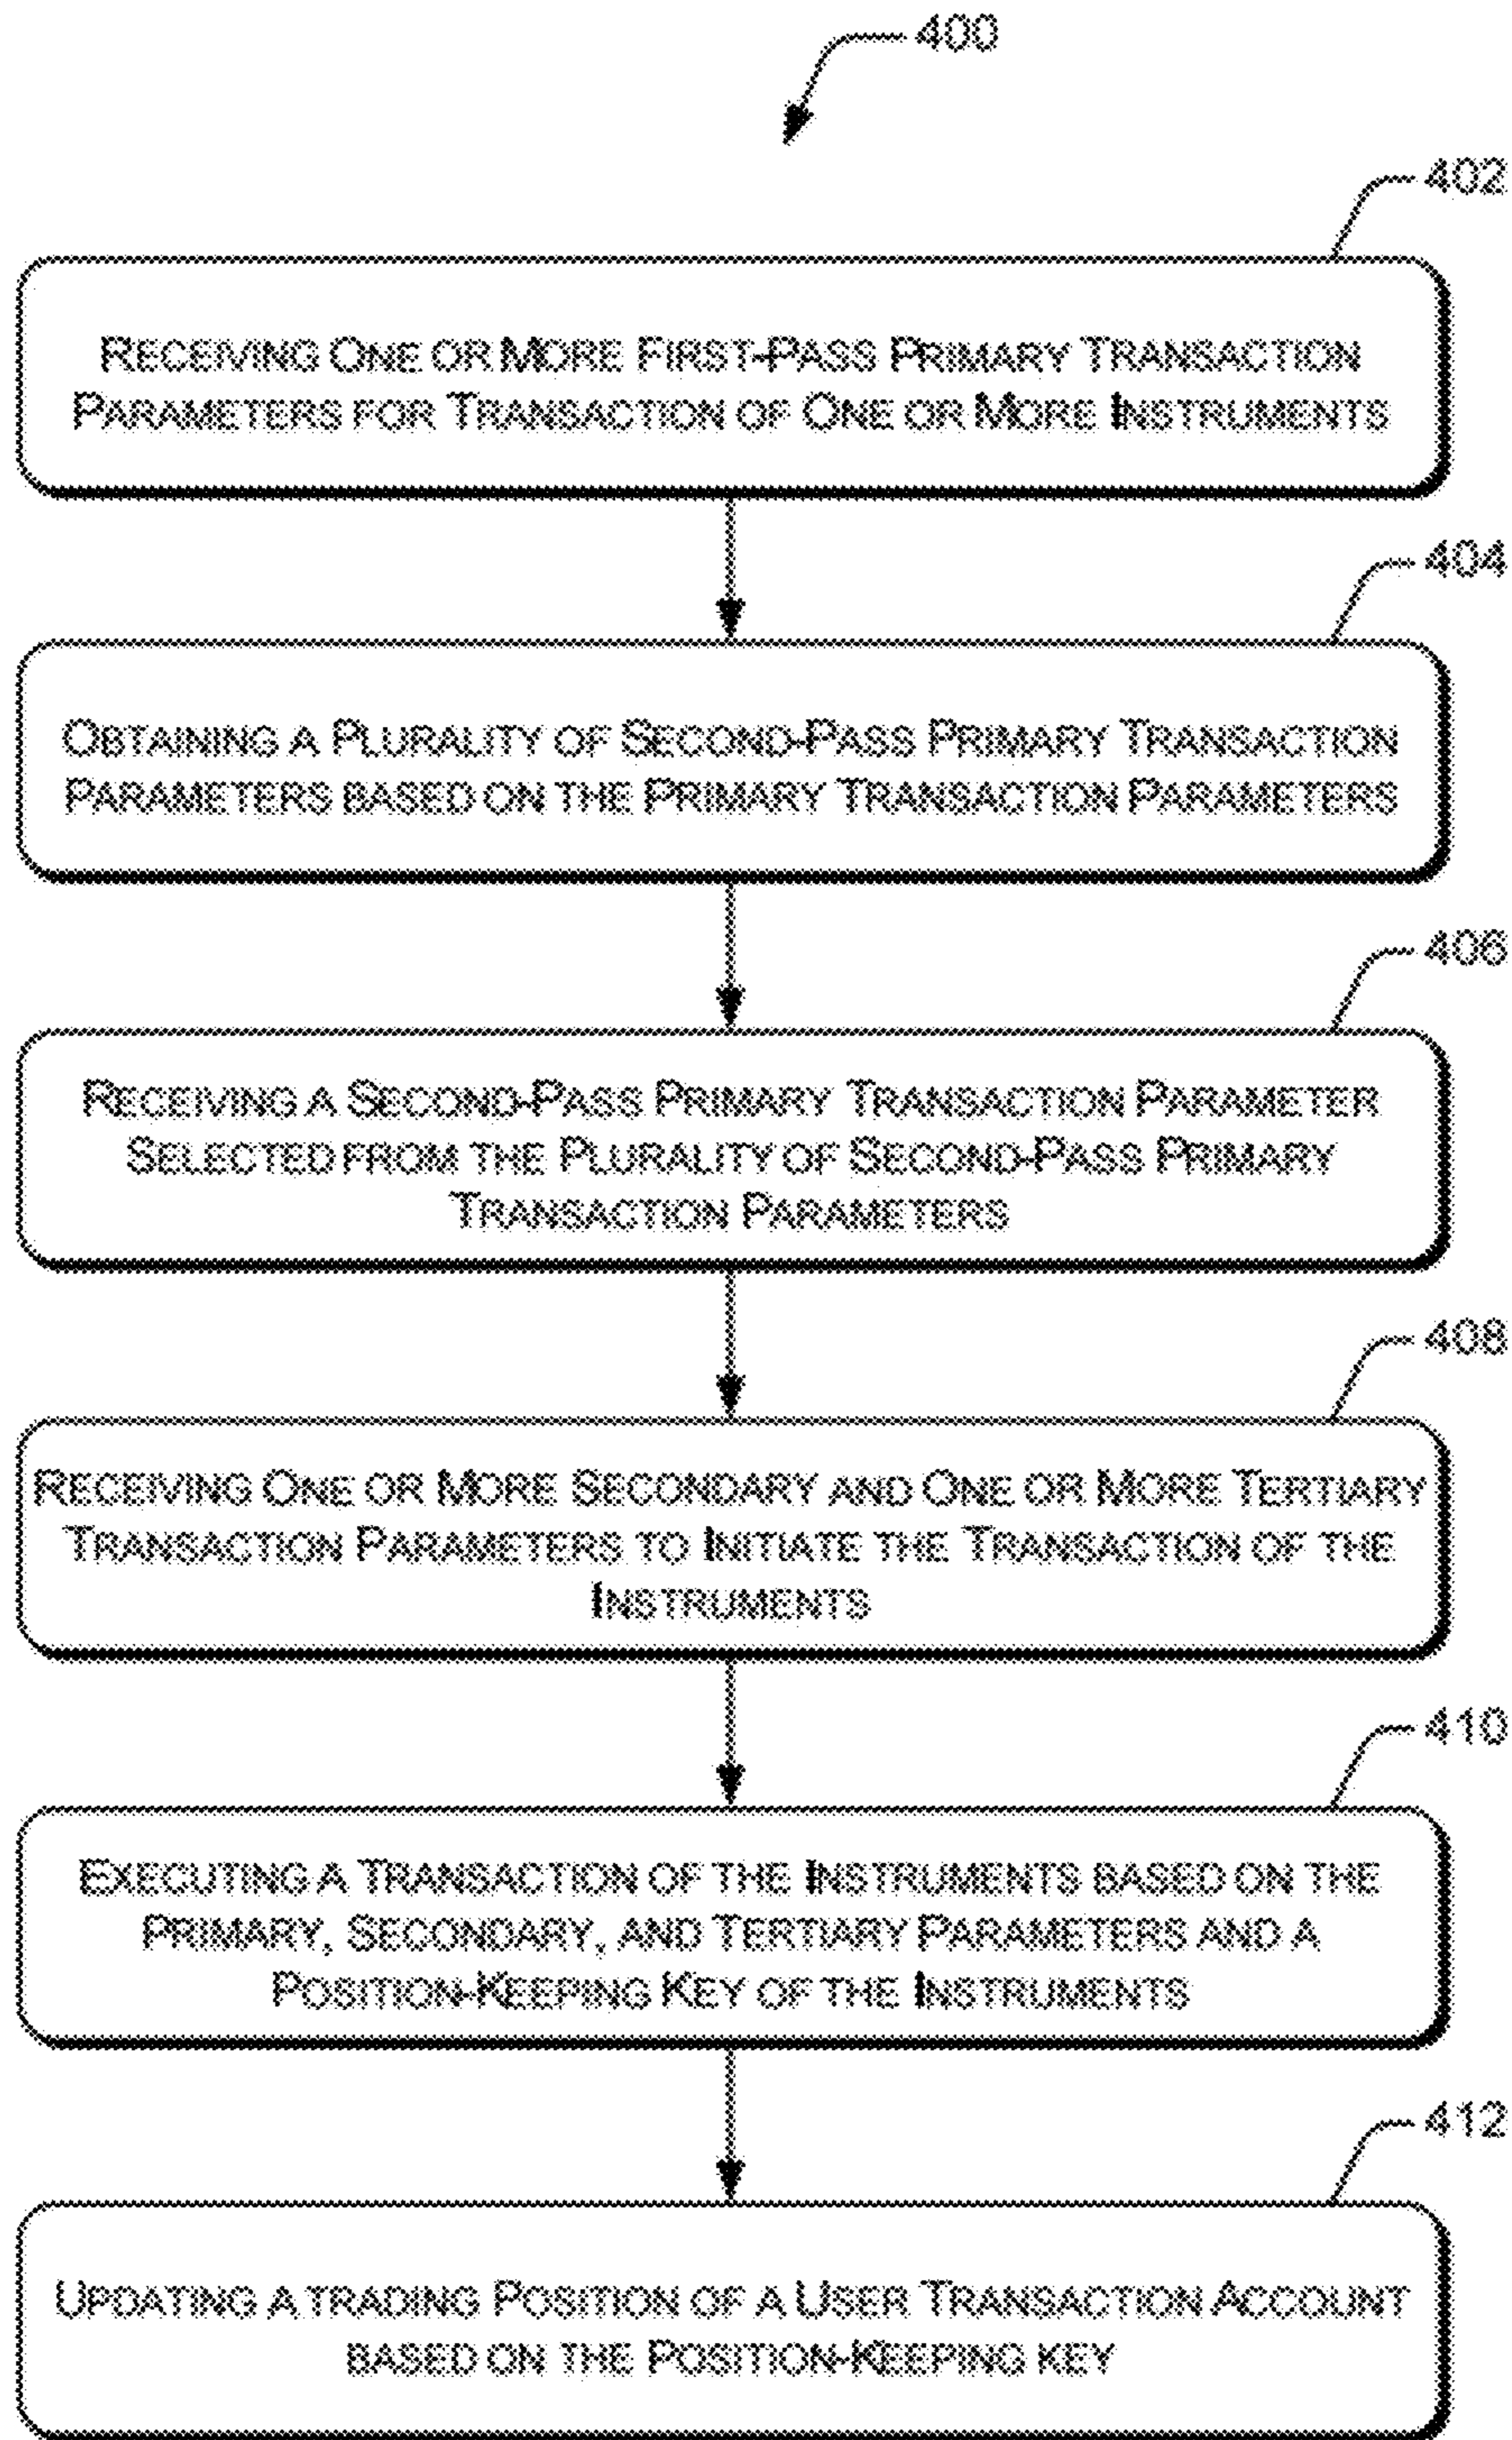 400
402
RECEIVING ONE OR MORE FIRST-PASS PRIMARY TRANSACTION
PARAMETERS FOR TRANSACTION OF ONE OR MORE INSTRUMENTS
404
OBTAINING A PLURALITY OF SECOND-PASS PRIMARY TRANSACTION
PARAMETERS BASED ON THE PRIMARY TRANSACTION PARAMETERS
406
RECEIVING A SECOND-PASS PRIMARY TRANSACTION PARAMETER
SELECTED FROM THE PLURALITY OF SECOND-PASS PRIMARY
TRANSACTION PARAMETERS
408
RECEIVING ONE OR MORE SECONDARY AND ONE OR MORE TERTIARY
TRANSACTION PARAMETERS TO INITIATE THE TRANSACTION OF THE
INSTRUMENTS
410
EXECUTING A TRANSACTION OF THE INSTRUMENTS BASED ON THE
PRIMARY, SECONDARY, AND TERTIARY PARAMETERS AND A
POSITION-KEEPING KEY OF THE INSTRUMENTS
412
UPDATING A TRADING POSITION OF A USER TRANSACTION ACCOUNT
BASED ON THE POSITION-KEEPING KEY